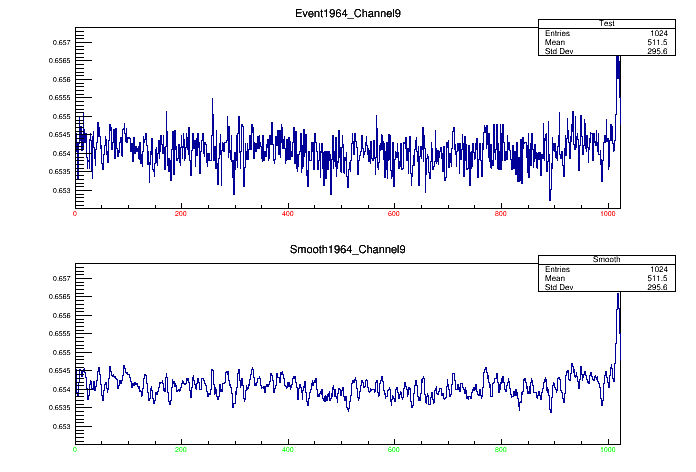 Event1964_Channel9
Test
Entries 1024
Mean 511.5
Std Dev 295.6
0.657
0.6565
0.656
0.6555
0.655
0.6545
0.654
0.6535
0.653
0 200 400 600 800 1000
Smooth1964_Channel9
Smooth
Entries 1024
Mean 511.5
Std Dev 295.6
0.657
0.6565
0.656
0.6555
0.655
0.6545
0.654
0.6535
0.653
0 200 400 600 800 1000